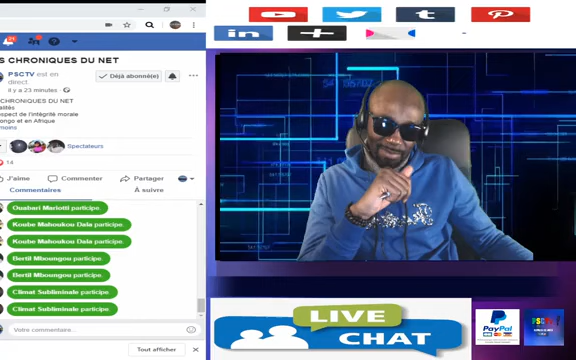 S CHRONIQUES DU NET
PSCTV est en
direct.
il y a 23 minutes
Déjà abonné(e)
CHRONIQUES DU NET
alités
spect de l'intégrité morale
ongo et en Afrique
moins
Spectateurs
14
J'aime
Commenter
Partager
Commentaires
À suivre
Ouabari Mariotti participe.
Koube Mahoukou Dala participe.
Koube Mahoukou Dala participe.
Bertil Mboungou participe.
Bertil Mboungou participe.
Climat Subliminale participe.
Climat Subliminale participe.
Votre commentaire...
Tout afficher
in
t
LIVE
CHAT
PayPal